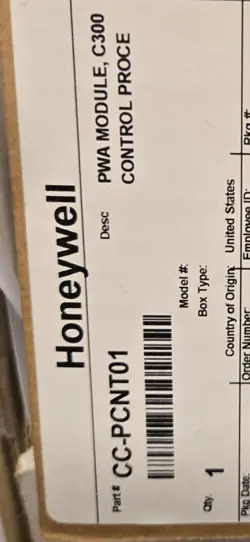 Honeywell
Part # CC-PCNT01
Desc PWA MODULE, C300
CONTROL PROCE
Model #:
Qty. 1
Box Type:
Country of Origin: United States
Order Number:
Employee ID:
Pkg Date:
Pkg #: